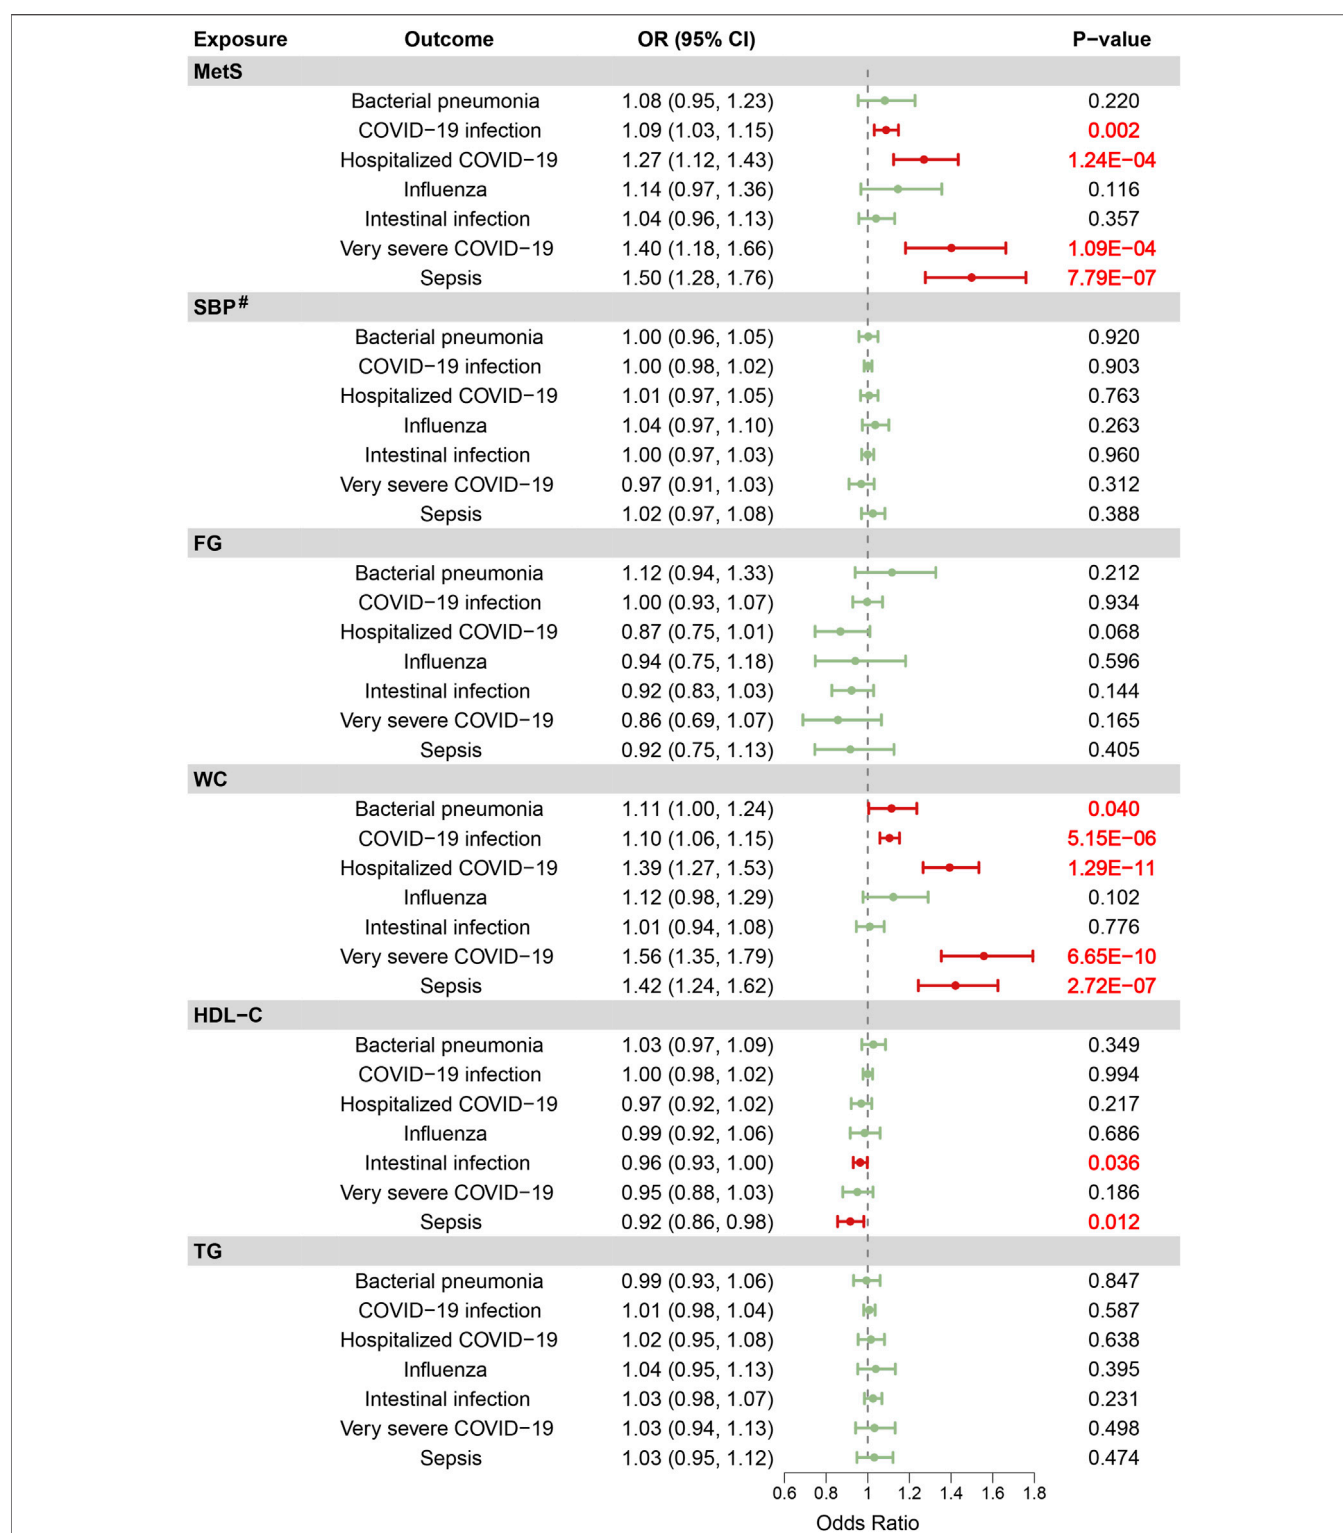 Exposure Outcome OR (95% CI) P−value
MetS
Bacterial pneumonia 1.08 (0.95, 1.23) 0.220
COVID−19 infection 1.09 (1.03, 1.15) 0.002
Hospitalized COVID−19 1.27 (1.12, 1.43) 1.24E−04
Influenza 1.14 (0.97, 1.36) 0.116
Intestinal infection 1.04 (0.96, 1.13) 0.357
Very severe COVID−19 1.40 (1.18, 1.66) 1.09E−04
Sepsis 1.50 (1.28, 1.76) 7.79E−07
SBP#
Bacterial pneumonia 1.00 (0.96, 1.05) 0.920
COVID−19 infection 1.00 (0.98, 1.02) 0.903
Hospitalized COVID−19 1.01 (0.97, 1.05) 0.763
Influenza 1.04 (0.97, 1.10) 0.263
Intestinal infection 1.00 (0.97, 1.03) 0.960
Very severe COVID−19 0.97 (0.91, 1.03) 0.312
Sepsis 1.02 (0.97, 1.08) 0.388
FG
Bacterial pneumonia 1.12 (0.94, 1.33) 0.212
COVID−19 infection 1.00 (0.93, 1.07) 0.934
Hospitalized COVID−19 0.87 (0.75, 1.01) 0.068
Influenza 0.94 (0.75, 1.18) 0.596
Intestinal infection 0.92 (0.83, 1.03) 0.144
Very severe COVID−19 0.86 (0.69, 1.07) 0.165
Sepsis 0.92 (0.75, 1.13) 0.405
WC
Bacterial pneumonia 1.11 (1.00, 1.24) 0.040
COVID−19 infection 1.10 (1.06, 1.15) 5.15E−06
Hospitalized COVID−19 1.39 (1.27, 1.53) 1.29E−11
Influenza 1.12 (0.98, 1.29) 0.102
Intestinal infection 1.01 (0.94, 1.08) 0.776
Very severe COVID−19 1.56 (1.35, 1.79) 6.65E−10
Sepsis 1.42 (1.24, 1.62) 2.72E−07
HDL−C
Bacterial pneumonia 1.03 (0.97, 1.09) 0.349
COVID−19 infection 1.00 (0.98, 1.02) 0.994
Hospitalized COVID−19 0.97 (0.92, 1.02) 0.217
Influenza 0.99 (0.92, 1.06) 0.686
Intestinal infection 0.96 (0.93, 1.00) 0.036
Very severe COVID−19 0.95 (0.88, 1.03) 0.186
Sepsis 0.92 (0.86, 0.98) 0.012
TG
Bacterial pneumonia 0.99 (0.93, 1.06) 0.847
COVID−19 infection 1.01 (0.98, 1.04) 0.587
Hospitalized COVID−19 1.02 (0.95, 1.08) 0.638
Influenza 1.04 (0.95, 1.13) 0.395
Intestinal infection 1.03 (0.98, 1.07) 0.231
Very severe COVID−19 1.03 (0.94, 1.13) 0.498
Sepsis 1.03 (0.95, 1.12) 0.474
0.6 0.8 1 1.2 1.4 1.6 1.8
Odds Ratio